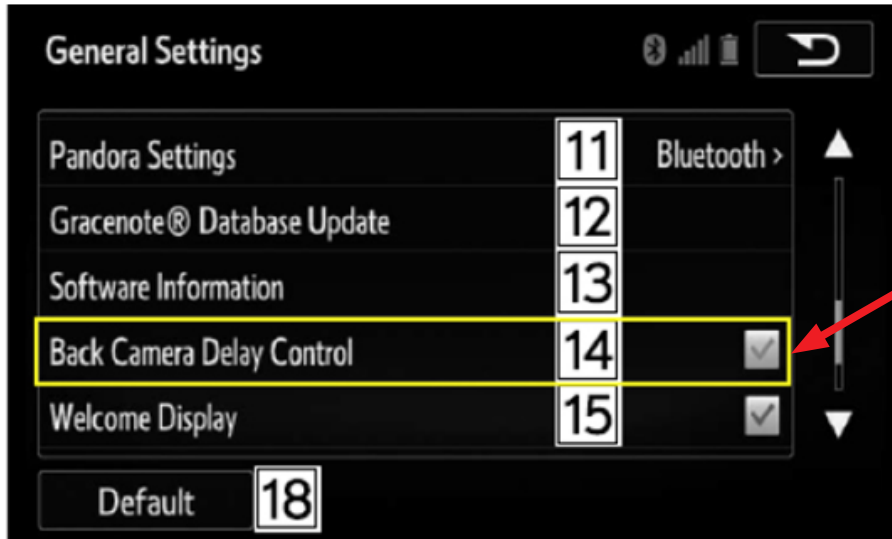 General Settings
Pandora Settings 11 Bluetooth >
Gracenote® Database Update 12
Software Information 13
Back Camera Delay Control 14
Welcome Display 15
Default 18